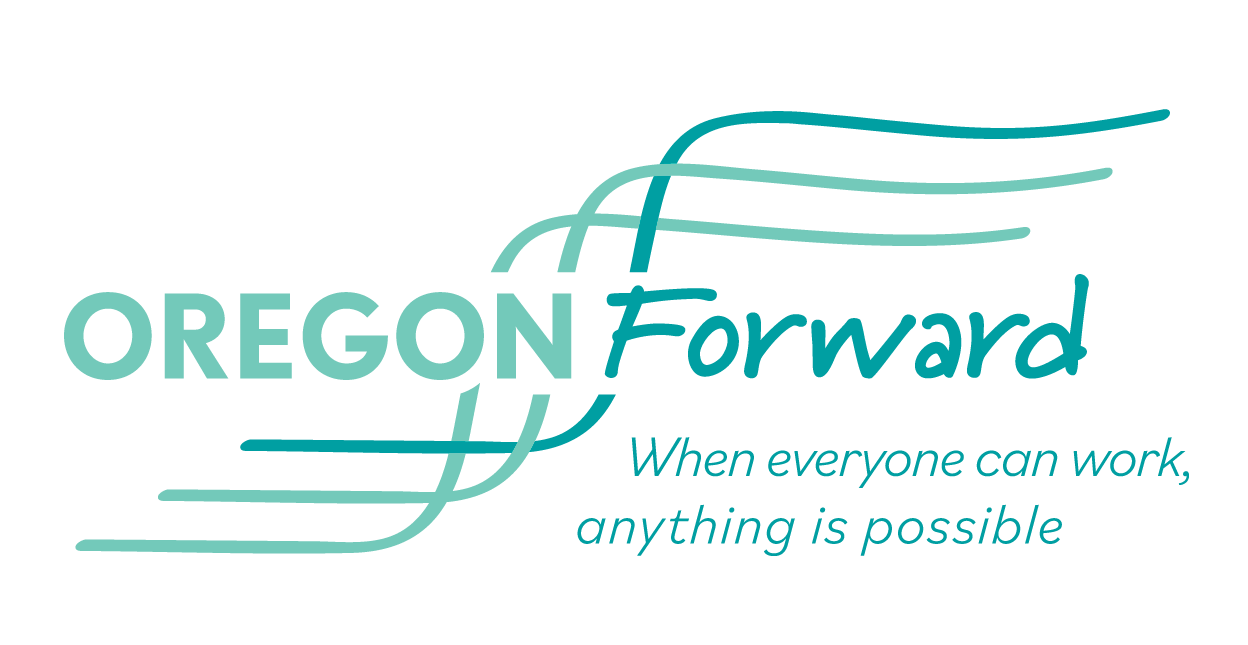 OREGON Forward
When everyone can work,
anything is possible